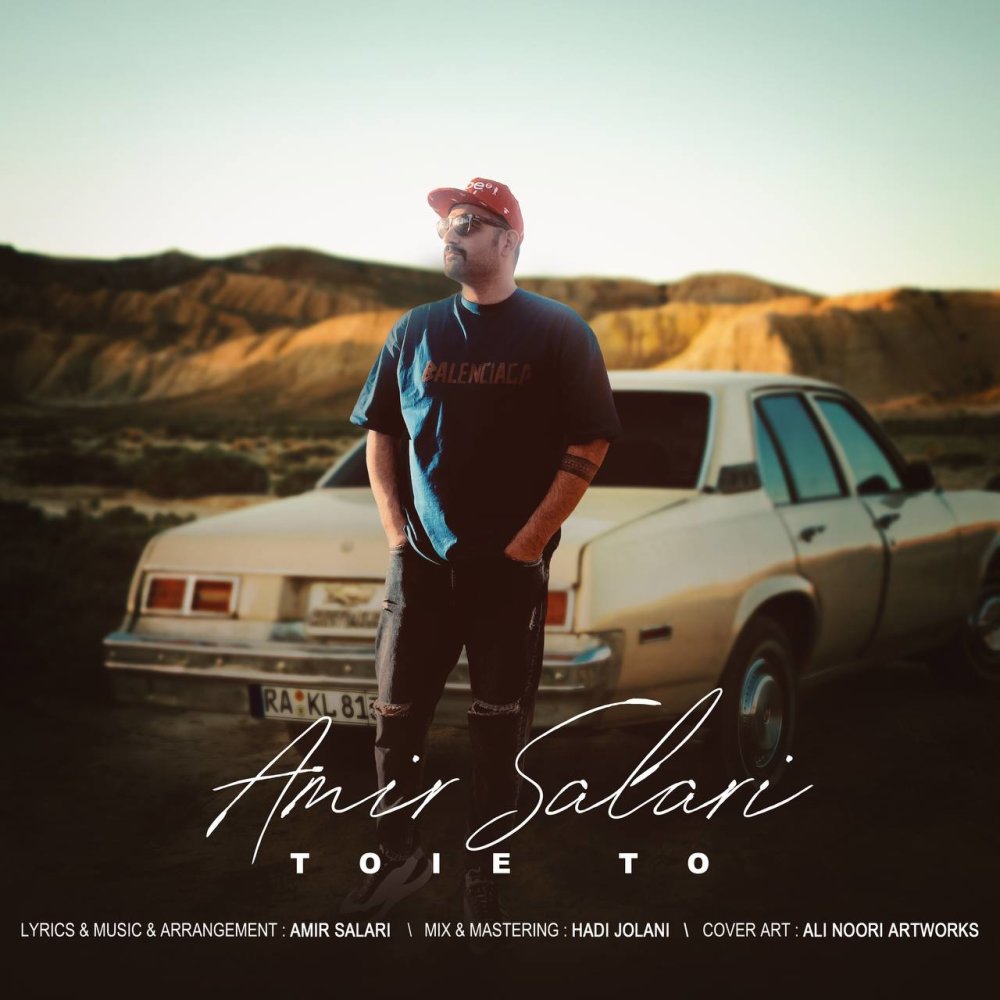 BALENCIAGA
RA KL 813
Amir Salari
TOIE TO
LYRICS & MUSIC & ARRANGEMENT : AMIR SALARI \ MIX & MASTERING : HADI JOLANI \ COVER ART : ALI NOORI ARTWORKS